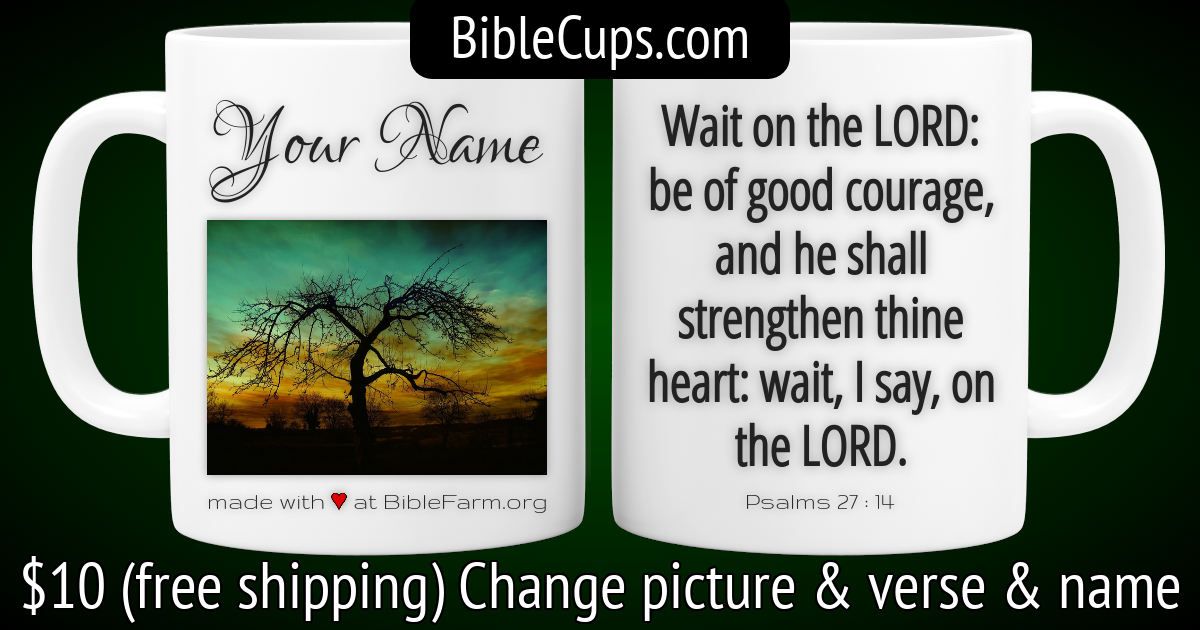 BibleCups.com
Your Name
made with ♥ at BibleFarm.org
Wait on the LORD:
be of good courage,
and he shall
strengthen thine
heart: wait, I say, on
the LORD.
Psalms 27 : 14
$10 (free shipping) Change picture & verse & name